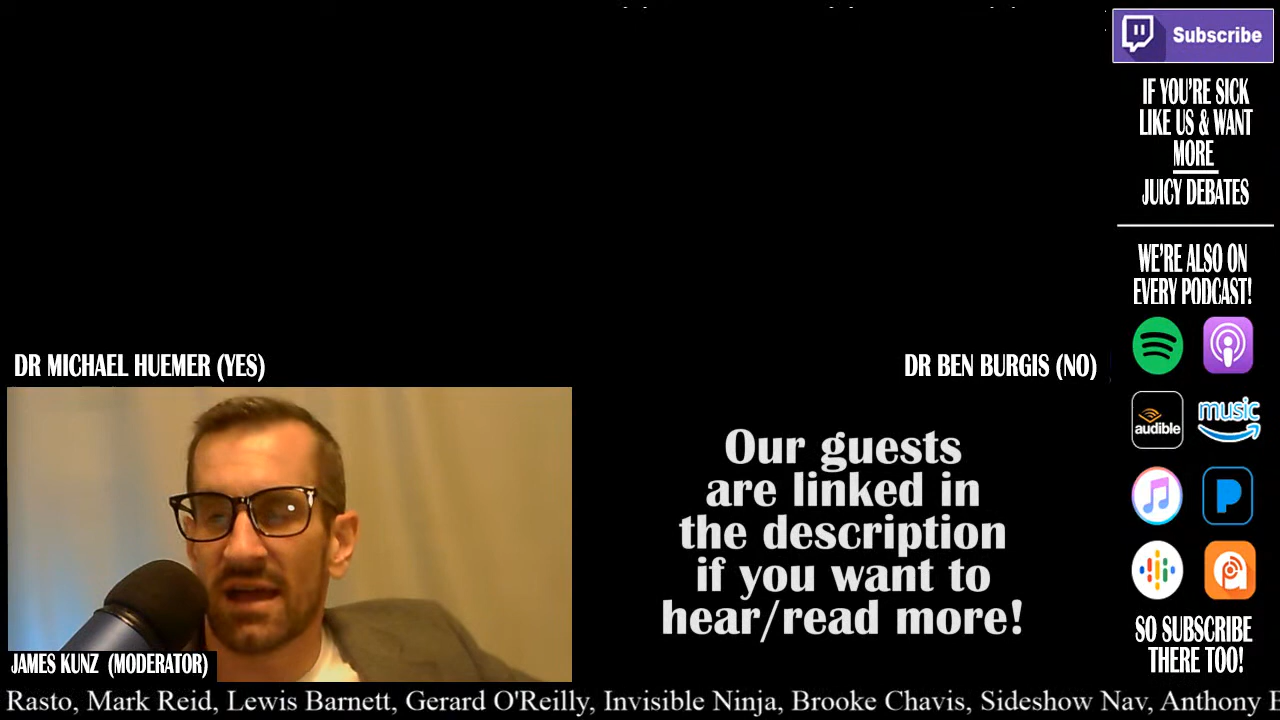 Subscribe
IF YOU'RE SICK
LIKE US & WANT
MORE
JUICY DEBATES
WE'RE ALSO ON
EVERY PODCAST!
audible
music
SO SUBSCRIBE
THERE TOO!
DR MICHAEL HUEMER (YES)
DR BEN BURGIS (NO)
Our guests
are linked in
the description
if you want to
hear/read more!
JAMES KUNZ (MODERATOR)
Rasto, Mark Reid, Lewis Barnett, Gerard O'Reilly, Invisible Ninja, Brooke Chavis, Sideshow Nav, Anthony